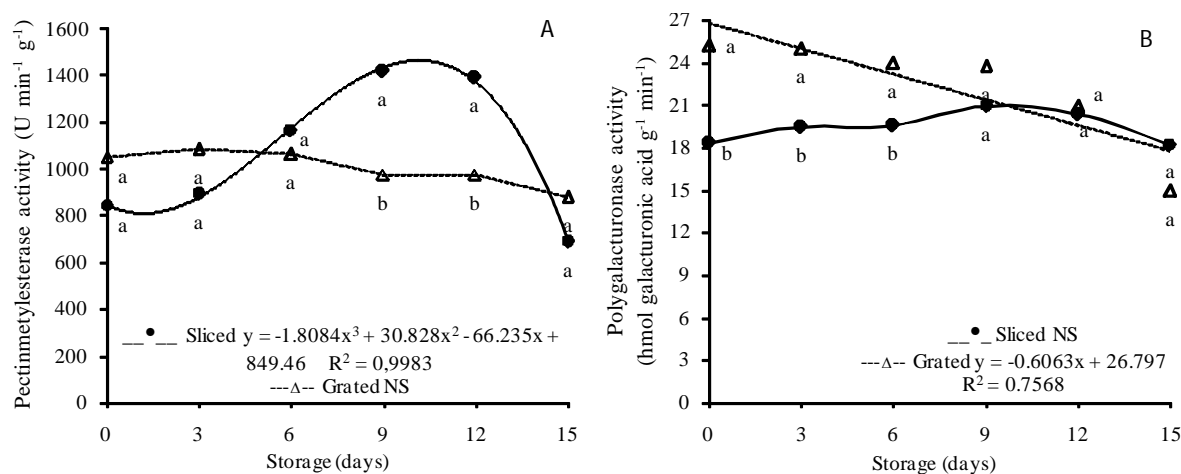 A
Pectinmetylesterase activity (U min⁻¹ g⁻¹)
1600
1400
1200
1000
800
600
400
200
0
a
a
a
a
a
a
a
b
b
a
a
a
__●__ Sliced y = -1.8084x³ + 30.828x² - 66.235x +
849.46 R² = 0,9983
---Δ-- Grated NS
0 3 6 9 12 15
Storage (days)
B
Polygalacturonase activity
(hmol galacturonic acid g⁻¹ min⁻¹)
27
24
21
18
15
12
9
6
3
0
a
a
a
a
a
b
b
b
a
a
a
a
__●_ Sliced NS
---Δ-- Grated y = -0.6063x + 26.797
R² = 0.7568
0 3 6 9 12 15
Storage (days)